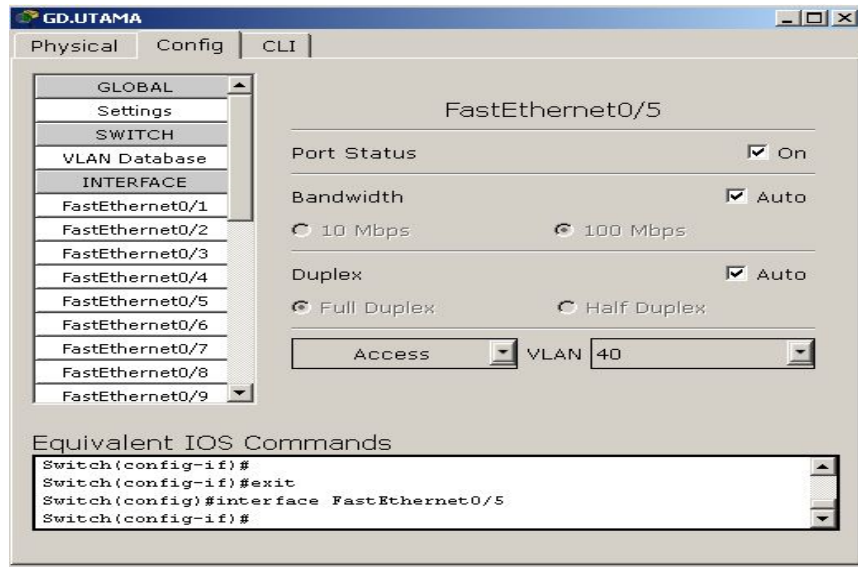 GD.UTAMA
Physical Config CLI
GLOBAL
Settings
SWITCH
VLAN Database
INTERFACE
FastEthernet0/1
FastEthernet0/2
FastEthernet0/3
FastEthernet0/4
FastEthernet0/5
FastEthernet0/6
FastEthernet0/7
FastEthernet0/8
FastEthernet0/9
FastEthernet0/5
Port Status On
Bandwidth Auto
10 Mbps 100 Mbps
Duplex Auto
Full Duplex Half Duplex
Access VLAN 40
Equivalent IOS Commands
Switch(config-if)#
Switch(config-if)#exit
Switch(config)#interface FastEthernet0/5
Switch(config-if)#